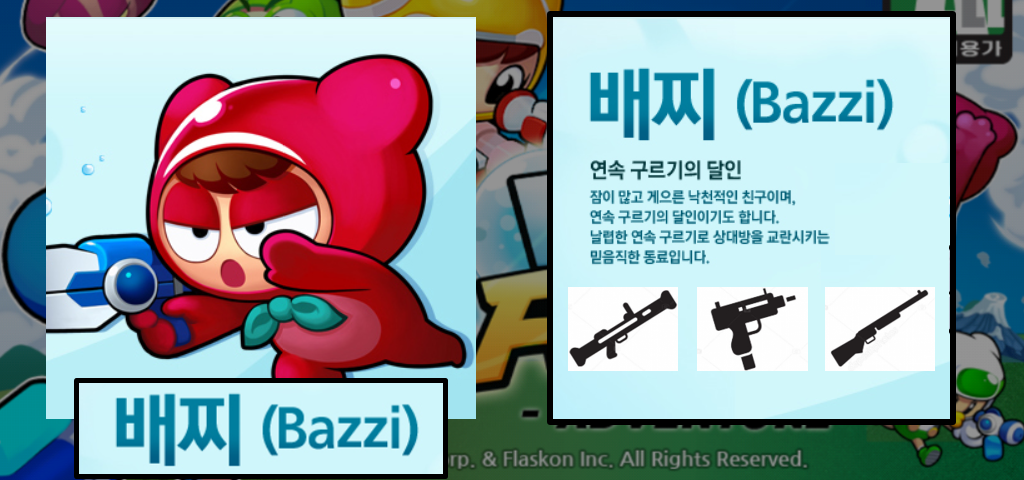 배찌 (Bazzi)
배찌 (Bazzi)
연속 구르기의 달인
잠이 많고 게으른 낙천적인 친구이며,
연속 구르기의 달인이기도 합니다.
날렵한 연속 구르기로 상대방을 교란시키는
믿음직한 동료입니다.
용가
& Flaskon Inc. All Rights Reserved.